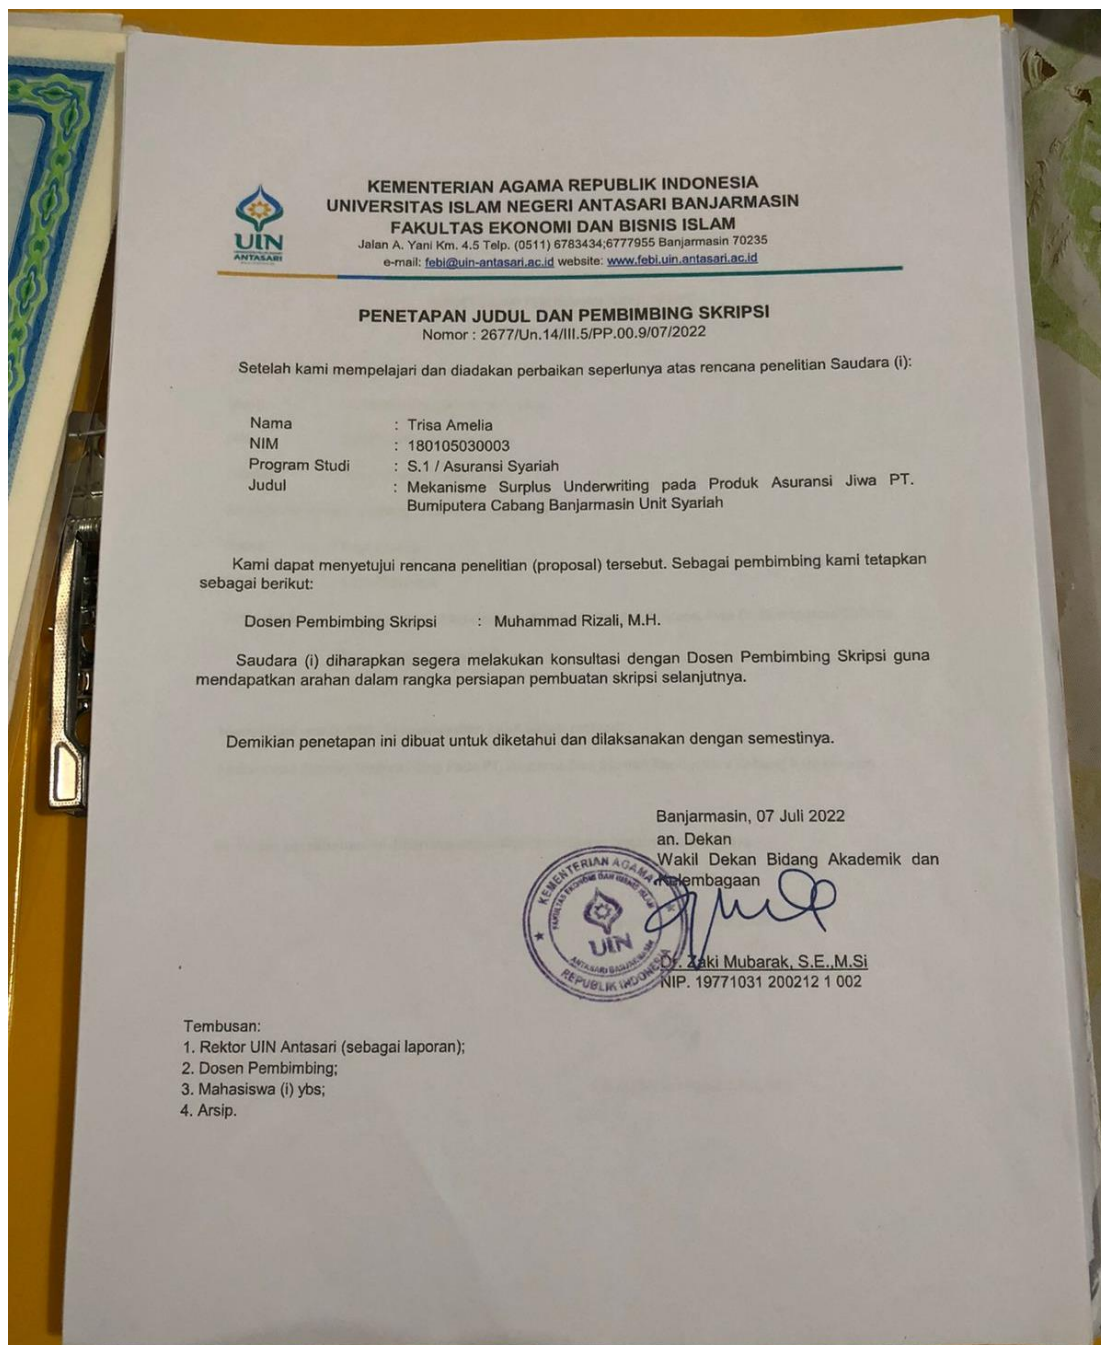 KEMENTERIAN AGAMA REPUBLIK INDONESIA
UNIVERSITAS ISLAM NEGERI ANTASARI BANJARMASIN
FAKULTAS EKONOMI DAN BISNIS ISLAM
Jalan A. Yani Km. 4.5 Telp. (0511) 6783434;6777955 Banjarmasin 70235
e-mail: febi@uin-antasari.ac.id website: www.febi.uin.antasari.ac.id
UIN
ANTASARI
PENETAPAN JUDUL DAN PEMBIMBING SKRIPSI
Nomor : 2677/Un.14/III.5/PP.00.9/07/2022
Setelah kami mempelajari dan diadakan perbaikan seperlunya atas rencana penelitian Saudara (i):
Nama : Trisa Amelia
NIM : 180105030003
Program Studi : S.1 / Asuransi Syariah
Judul : Mekanisme Surplus Underwriting pada Produk Asuransi Jiwa PT.
Bumiputera Cabang Banjarmasin Unit Syariah
Kami dapat menyetujui rencana penelitian (proposal) tersebut. Sebagai pembimbing kami tetapkan
sebagai berikut:
Dosen Pembimbing Skripsi : Muhammad Rizali, M.H.
Saudara (i) diharapkan segera melakukan konsultasi dengan Dosen Pembimbing Skripsi guna
mendapatkan arahan dalam rangka persiapan pembuatan skripsi selanjutnya.
Demikian penetapan ini dibuat untuk diketahui dan dilaksanakan dengan semestinya.
Banjarmasin, 07 Juli 2022
an. Dekan
Wakil Dekan Bidang Akademik dan
Kelembagaan
KEMENTERIAN AGAMA
FAKULTAS EKONOMI DAN BISNIS ISLAM
UIN
ANTASARI BANJARMASIN
REPUBLIK INDONESIA
Dr. Zaki Mubarak, S.E.,M.Si
NIP. 19771031 200212 1 002
Tembusan:
1. Rektor UIN Antasari (sebagai laporan);
2. Dosen Pembimbing;
3. Mahasiswa (i) ybs;
4. Arsip.